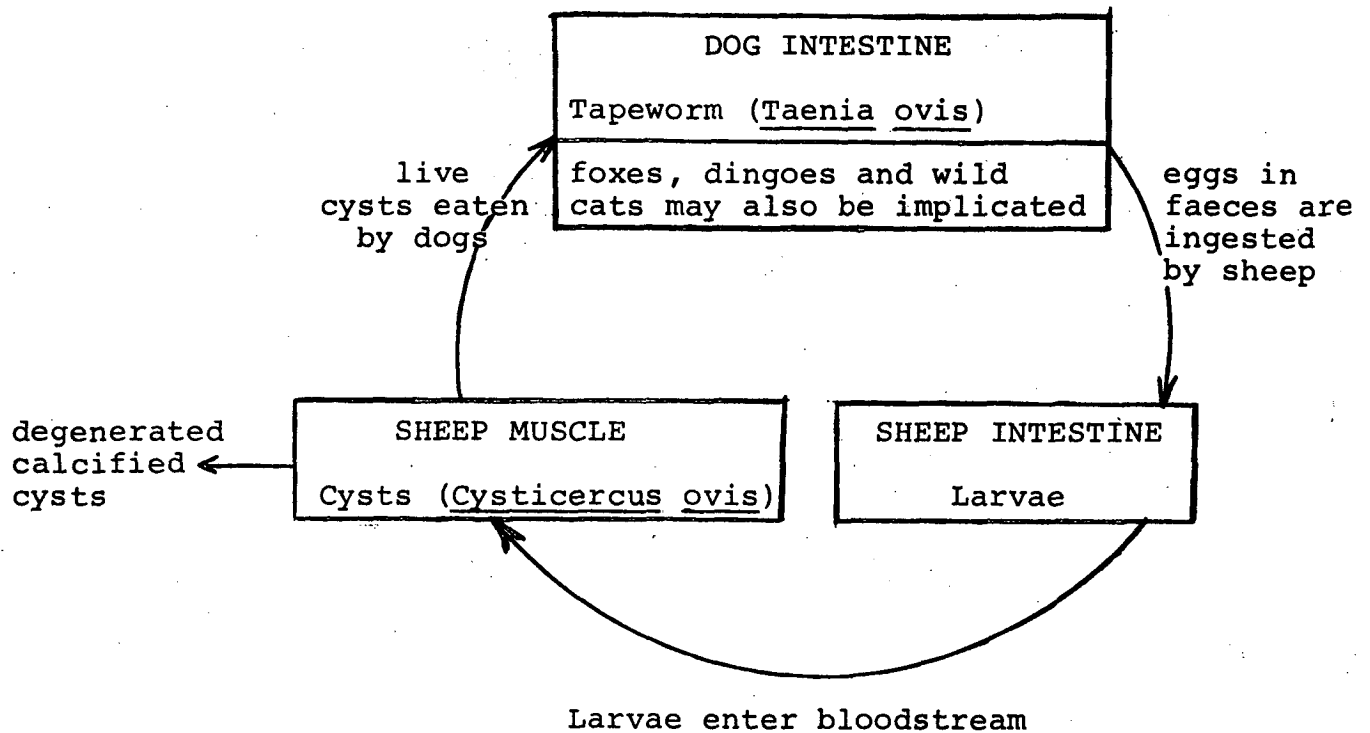 DOG INTESTINE
Tapeworm (Taenia ovis)
foxes, dingoes and wild
cats may also be implicated
live
cysts eaten
by dogs
eggs in
faeces are
ingested
by sheep
SHEEP MUSCLE
Cysts (Cysticercus ovis)
degenerated
calcified
cysts
SHEEP INTESTINE
Larvae
Larvae enter bloodstream